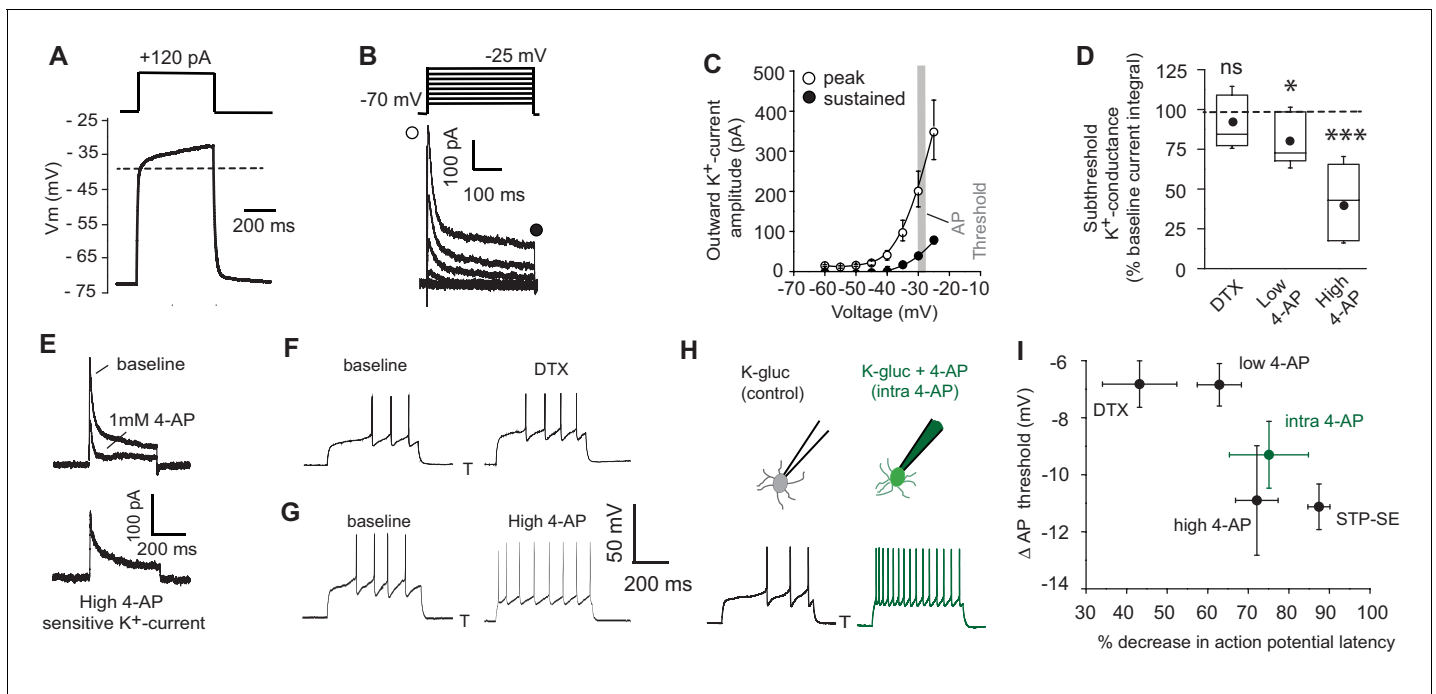 A
+120 pA
- 25
- 35
- 45
- 55
- 65
- 75
Vm (mV)
200 ms
B
-25 mV
-70 mV
100 pA
100 ms
C
peak
sustained
500
400
300
200
100
0
Outward K+-current
amplitude (pA)
AP
Threshold
-70
-60
-50
-40
-30
-20
-10
Voltage (mV)
D
ns
*
***
125
100
75
50
25
0
Subthreshold
K+-conductance
(% baseline current integral)
DTX
Low
4-AP
High
4-AP
E
baseline
1mM 4-AP
100 pA
200 ms
High 4-AP
sensitive K+-current
F
baseline
DTX
T
G
baseline
High 4-AP
T
50 mV
200 ms
H
K-gluc
(control)
K-gluc + 4-AP
(intra 4-AP)
T
I
-6
-8
-10
-12
-14
Δ AP threshold (mV)
low 4-AP
DTX
intra 4-AP
high 4-AP
STP-SE
30
40
50
60
70
80
90
100
% decrease in action potential latency